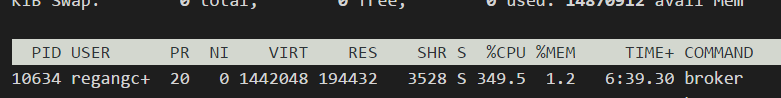 KiB Swap: 0 total, 0 free, 0 used. 14870912 avail Mem
PID USER PR NI VIRT RES SHR S %CPU %MEM TIME+ COMMAND
10634 regangc+ 20 0 1442048 194432 3528 S 349.5 1.2 6:39.30 broker